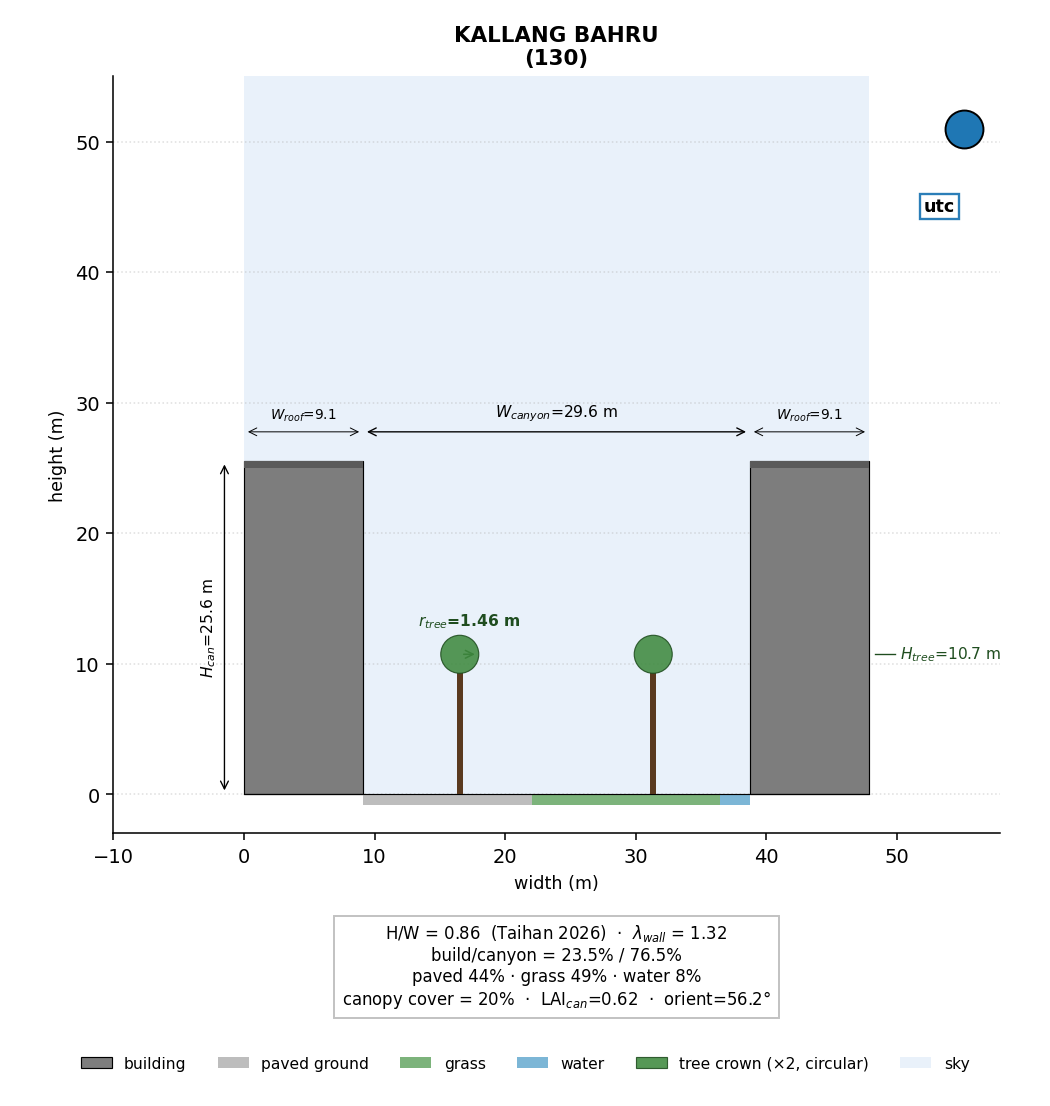 KALLANG BAHRU
(130)
50
utc
40
30
W_roof=9.1
W_canyon=29.6 m
W_roof=9.1
height (m)
20
H_can=25.6 m
r_tree=1.46 m
10
H_tree=10.7 m
0
−10
0
10
20
30
40
50
width (m)
H/W = 0.86 (Taihan 2026) · λ_wall = 1.32
build/canyon = 23.5% / 76.5%
paved 44% · grass 49% · water 8%
canopy cover = 20% · LAI_can=0.62 · orient=56.2°
building
paved ground
grass
water
tree crown (×2, circular)
sky